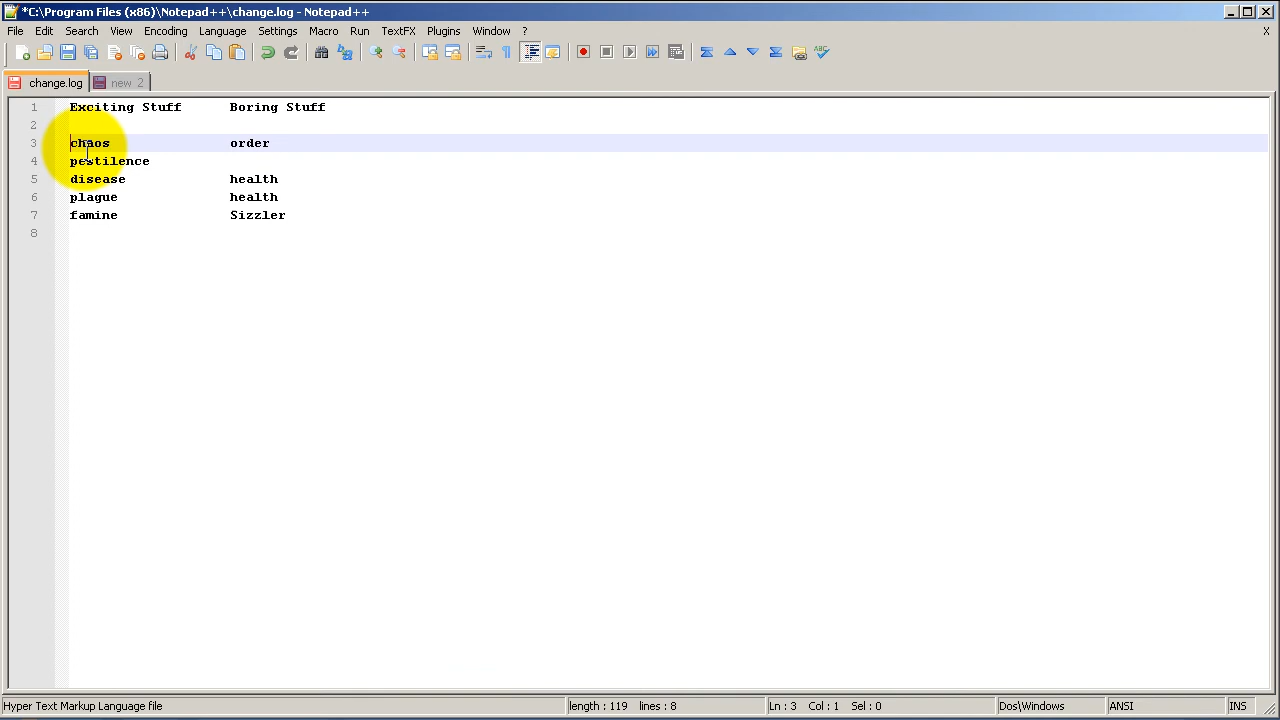 *C:\Program Files (x86)\Notepad++\change.log - Notepad++
File Edit Search View Encoding Language Settings Macro Run TextFX Plugins Window ? X
change.log new 2
1 Exciting Stuff Boring Stuff
2
3 chaos order
4 pestilence
5 disease health
6 plague health
7 famine Sizzler
8
Hyper Text Markup Language file length : 119 lines : 8 Ln : 3 Col : 1 Sel : 0 Dos\Windows ANSI INS